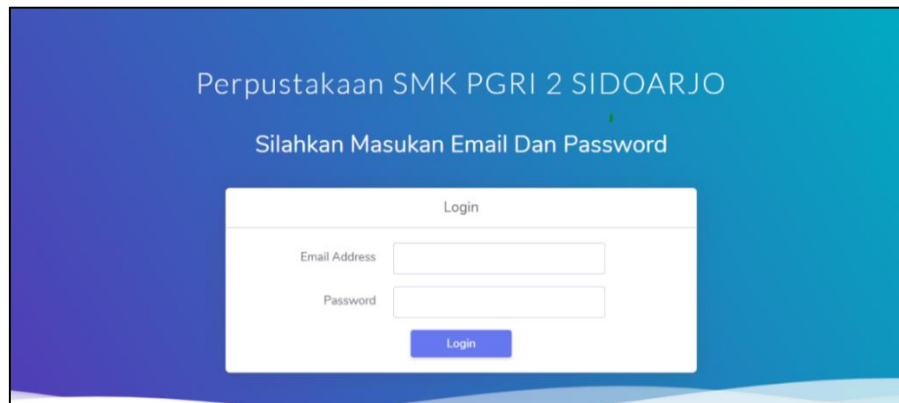 Perpustakaan SMK PGRI 2 SIDOARJO
Silahkan Masukan Email Dan Password
Login
Email Address
Password
Login